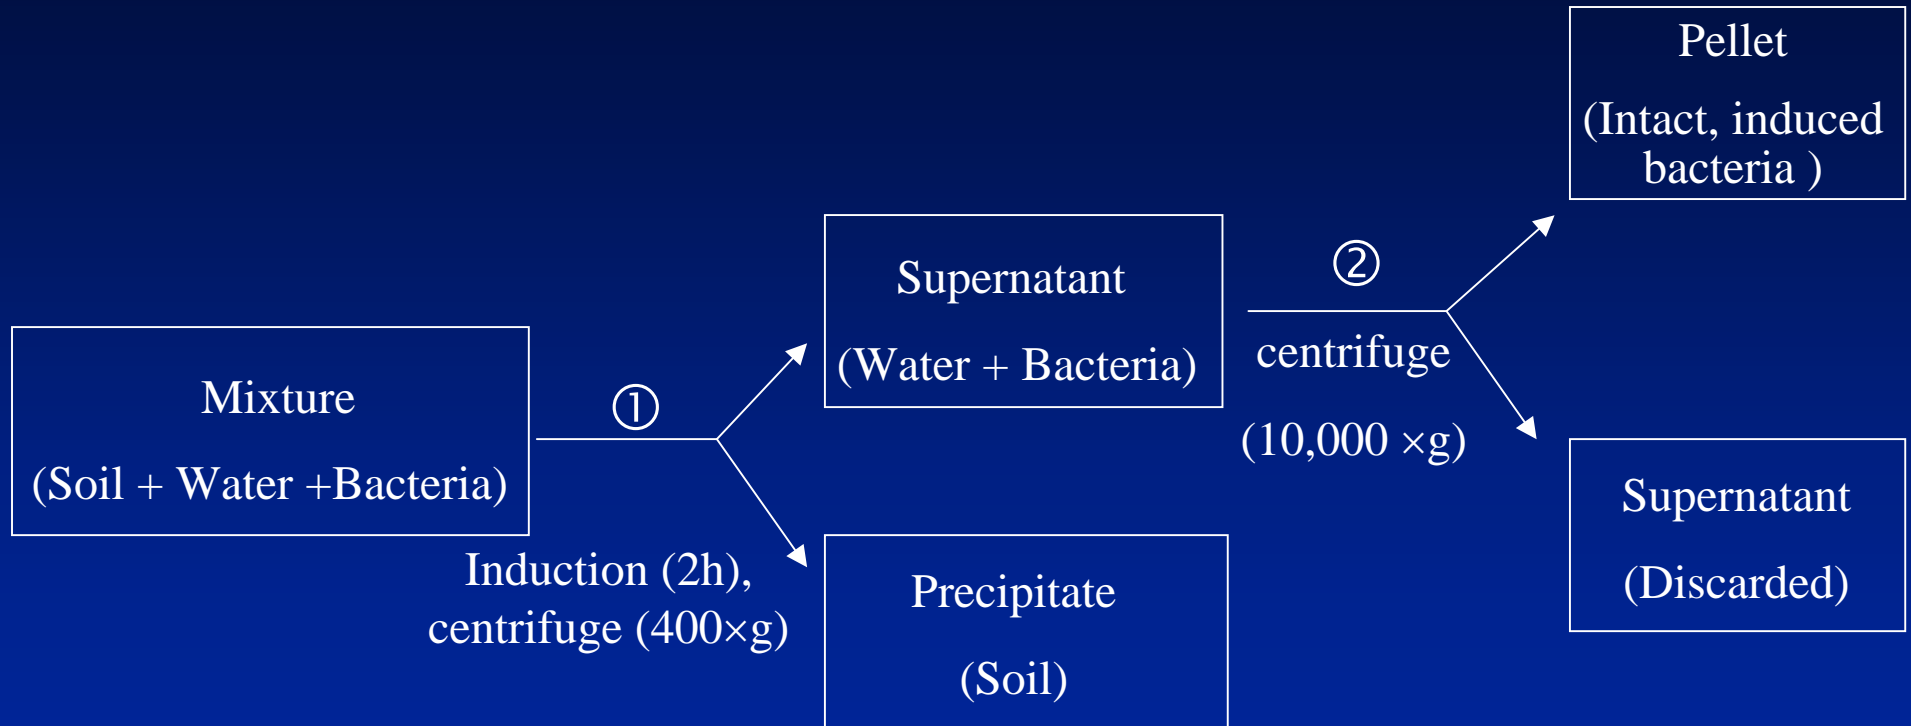 Mixture
(Soil + Water +Bacteria)
①
Induction (2h),
centrifuge (400×g)
Supernatant
(Water + Bacteria)
Precipitate
(Soil)
②
centrifuge
(10,000 ×g)
Pellet
(Intact, induced
bacteria )
Supernatant
(Discarded)